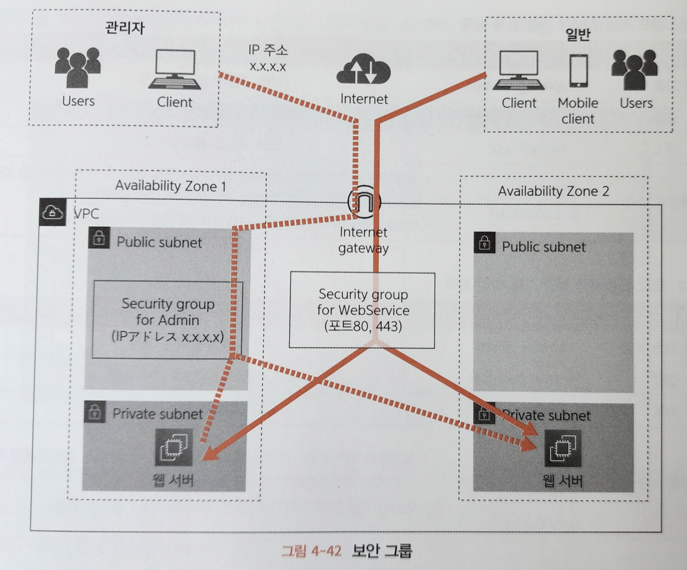 관리자
Users
Client
IP 주소
x.x.x.x
Internet
일반
Client
Mobile
client
Users
Availability Zone 1
Availability Zone 2
VPC
Internet
gateway
Public subnet
Security group
for Admin
(IPアドレス x.x.x.x)
Security group
for WebService
(포트80, 443)
Public subnet
Private subnet
웹 서버
Private subnet
웹 서버
그림 4-42 보안 그룹